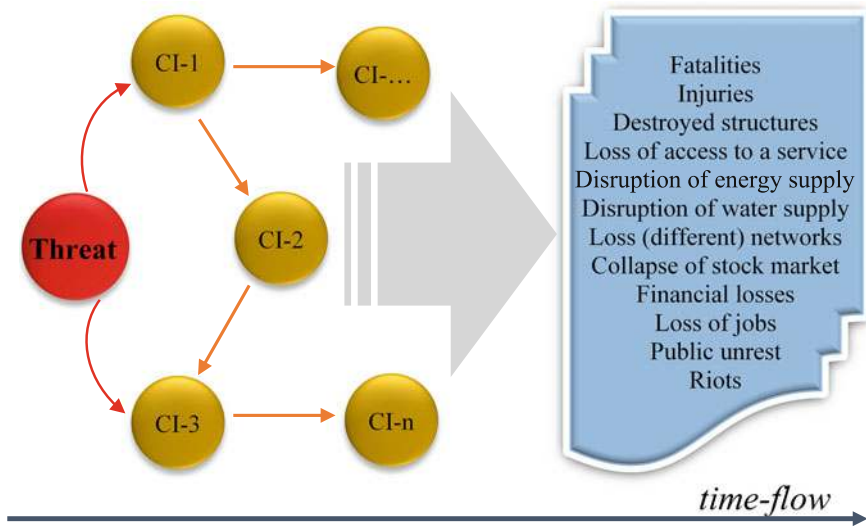 CI-1
CI-...
Threat
CI-2
CI-3
CI-n
Fatalities
Injuries
Destroyed structures
Loss of access to a service
Disruption of energy supply
Disruption of water supply
Loss (different) networks
Collapse of stock market
Financial losses
Loss of jobs
Public unrest
Riots
time-flow